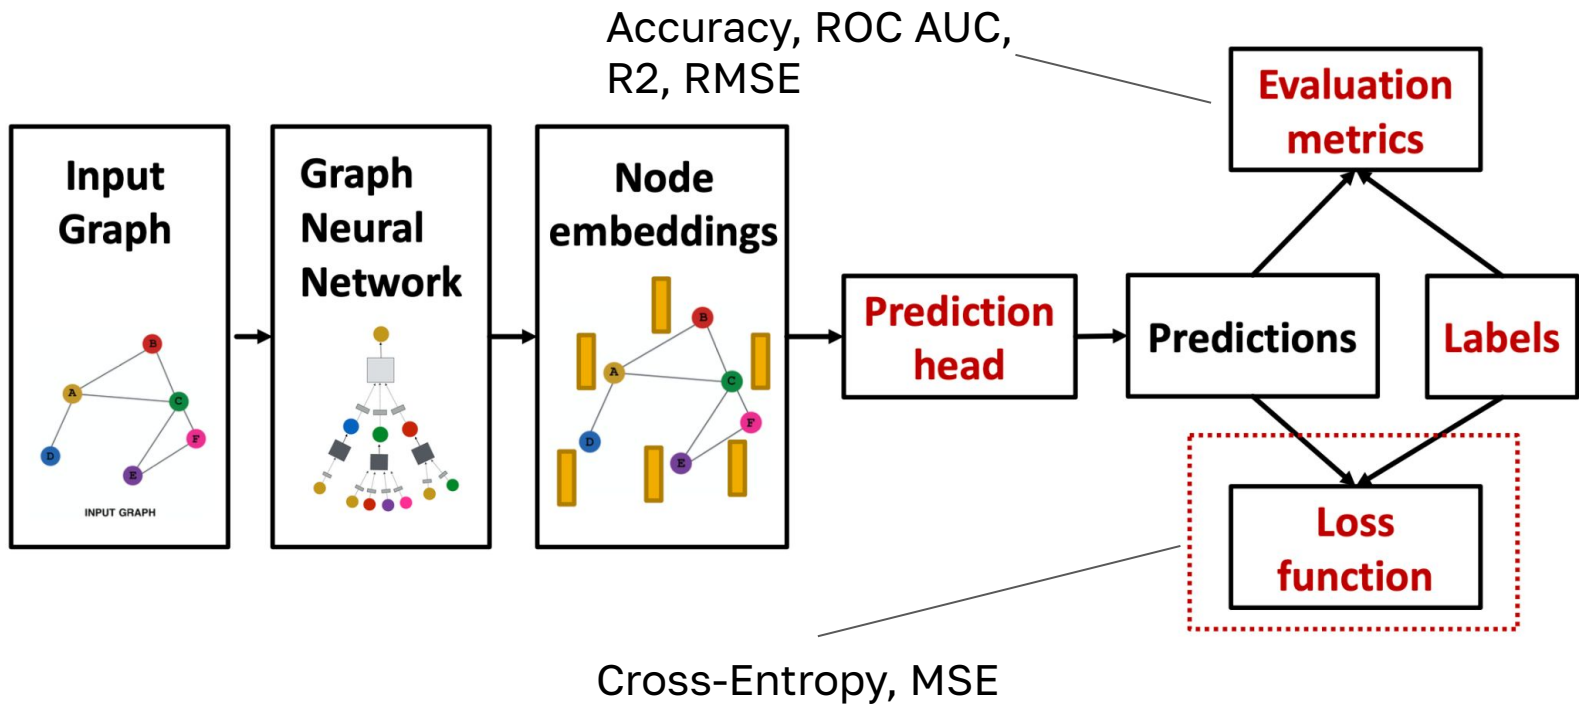 Accuracy, ROC AUC,
R2, RMSE
Evaluation
metrics
Input
Graph
B
A
C
F
D
E
INPUT GRAPH
Graph
Neural
Network
Node
embeddings
B
A
C
F
D
E
Prediction
head
Predictions
Labels
Loss
function
Cross-Entropy, MSE